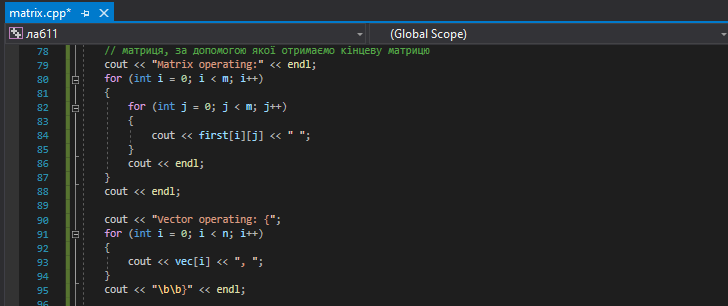 matrix.cpp*
ла611 (Global Scope)
78 // матриця, за допомогою якої отримаємо кінцеву матрицю
79 cout << "Matrix operating:" << endl;
80 for (int i = 0; i < m; i++)
81 {
82 for (int j = 0; j < m; j++)
83 {
84 cout << first[i][j] << " ";
85 }
86 cout << endl;
87 }
88 cout << endl;
89
90 cout << "Vector operating: {";
91 for (int i = 0; i < n; i++)
92 {
93 cout << vec[i] << ", ";
94 }
95 cout << "\b\b}" << endl;
96